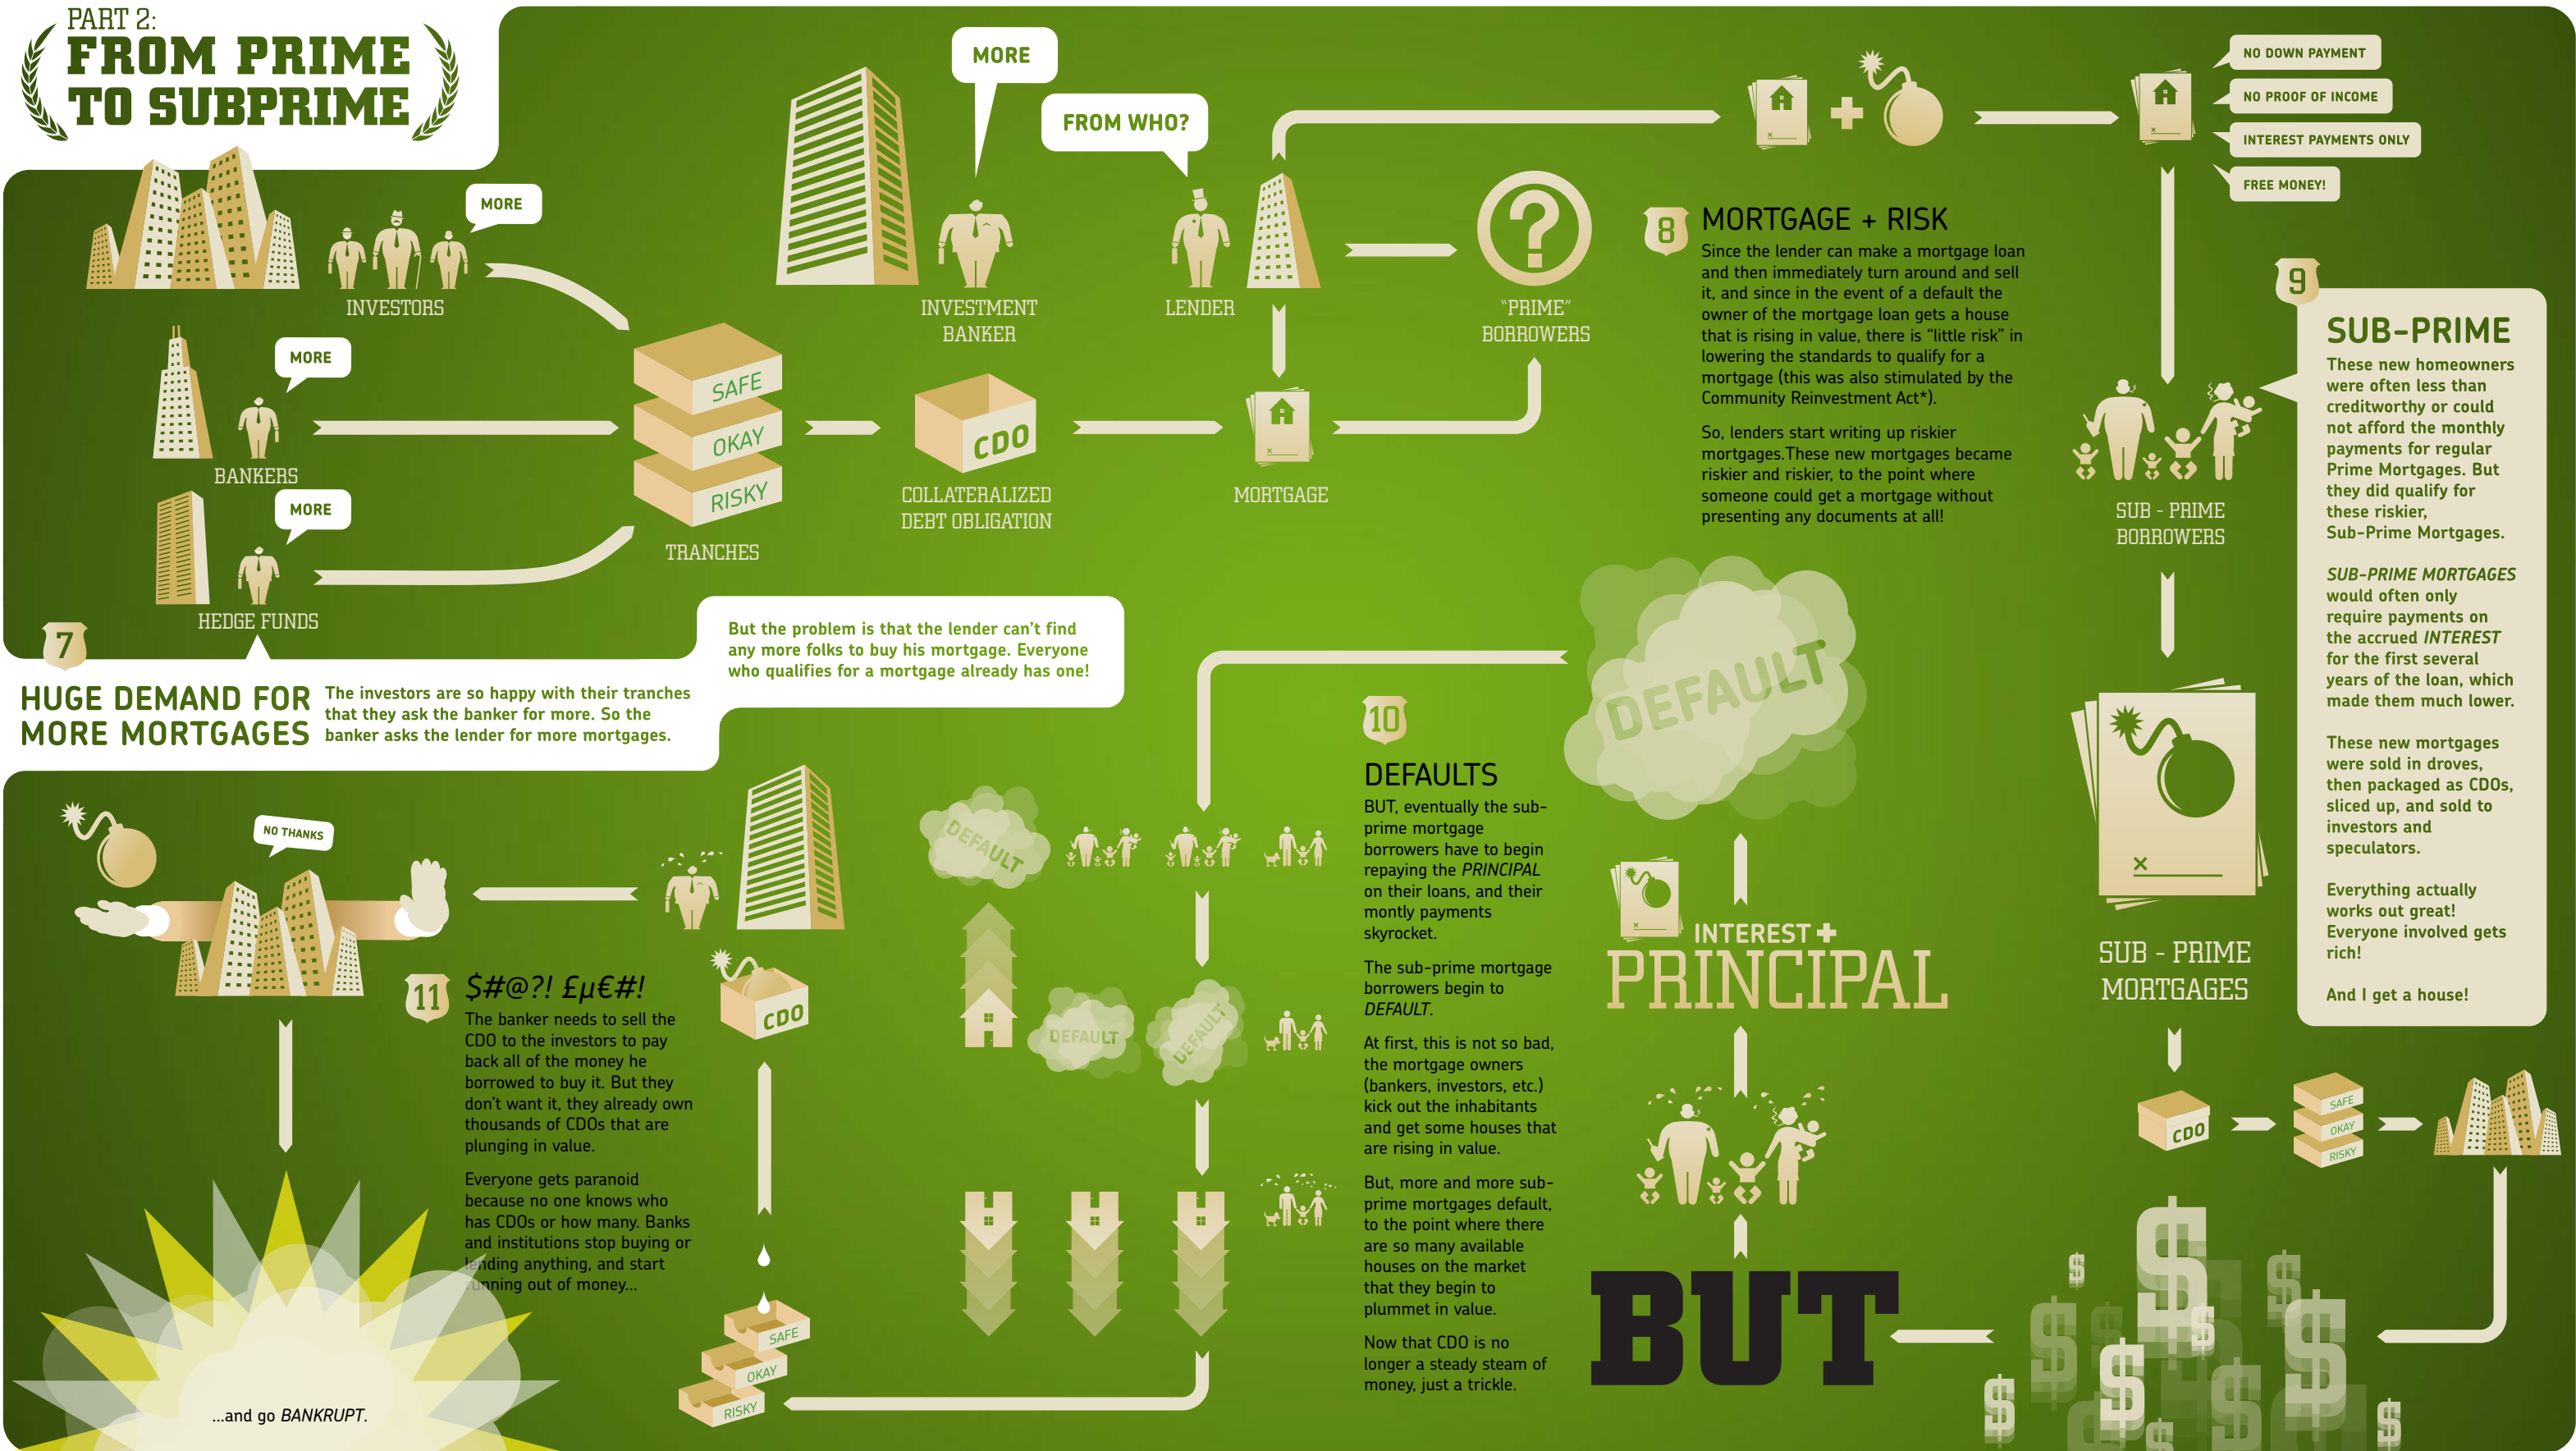 PART 2:
FROM PRIME
TO SUBPRIME
MORE
INVESTORS
MORE
BANKERS
MORE
HEDGE FUNDS
SAFE
OKAY
RISKY
TRANCHES
MORE
INVESTMENT
BANKER
FROM WHO?
LENDER
CDO
COLLATERALIZED
DEBT OBLIGATION
MORTGAGE
?
"PRIME"
BORROWERS
7
HUGE DEMAND FOR
MORE MORTGAGES
The investors are so happy with their tranches
that they ask the banker for more. So the
banker asks the lender for more mortgages.
But the problem is that the lender can't find
any more folks to buy his mortgage. Everyone
who qualifies for a mortgage already has one!
8
MORTGAGE + RISK
Since the lender can make a mortgage loan
and then immediately turn around and sell
it, and since in the event of a default the
owner of the mortgage loan gets a house
that is rising in value, there is "little risk" in
lowering the standards to qualify for a
mortgage (this was also stimulated by the
Community Reinvestment Act*).
So, lenders start writing up riskier
mortgages.These new mortgages became
riskier and riskier, to the point where
someone could get a mortgage without
presenting any documents at all!
NO DOWN PAYMENT
NO PROOF OF INCOME
INTEREST PAYMENTS ONLY
FREE MONEY!
SUB - PRIME
BORROWERS
9
SUB-PRIME
These new homeowners
were often less than
creditworthy or could
not afford the monthly
payments for regular
Prime Mortgages. But
they did qualify for
these riskier,
Sub-Prime Mortgages.
SUB-PRIME MORTGAGES
would often only
require payments on
the accrued INTEREST
for the first several
years of the loan, which
made them much lower.
These new mortgages
were sold in droves,
then packaged as CDOs,
sliced up, and sold to
investors and
speculators.
Everything actually
works out great!
Everyone involved gets
rich!
And I get a house!
x
SUB - PRIME
MORTGAGES
CDO
SAFE
OKAY
RISKY
$
BUT
INTEREST +
PRINCIPAL
DEFAULT
10
DEFAULTS
BUT, eventually the sub-
prime mortgage
borrowers have to begin
repaying the PRINCIPAL
on their loans, and their
montly payments
skyrocket.
The sub-prime mortgage
borrowers begin to
DEFAULT.
At first, this is not so bad,
the mortgage owners
(bankers, investors, etc.)
kick out the inhabitants
and get some houses that
are rising in value.
But, more and more sub-
prime mortgages default,
to the point where there
are so many available
houses on the market
that they begin to
plummet in value.
Now that CDO is no
longer a steady steam of
money, just a trickle.
DEFAULT
DEFAULT
DEFAULT
SAFE
OKAY
RISKY
CDO
NO THANKS
11
$#@?! £µ€#!
The banker needs to sell the
CDO to the investors to pay
back all of the money he
borrowed to buy it. But they
don't want it, they already own
thousands of CDOs that are
plunging in value.
Everyone gets paranoid
because no one knows who
has CDOs or how many. Banks
and institutions stop buying or
lending anything, and start
running out of money...
...and go BANKRUPT.